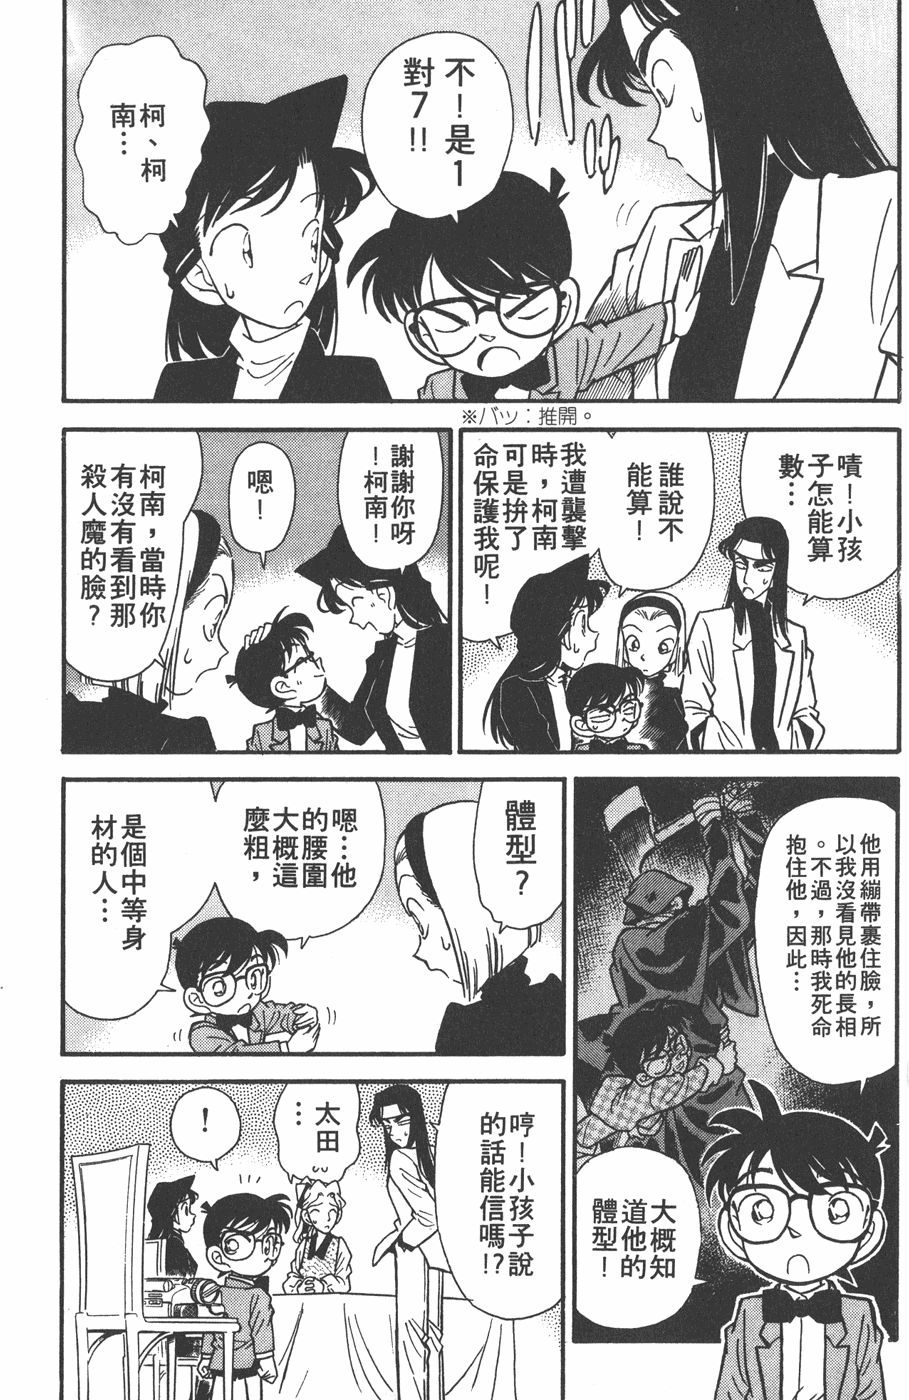 不！是1
對7！！
柯、柯
南…
※バッ：推開。
嘖！小孩
子怎能算
數…
誰說不
能算！
我遭襲擊
時，柯南
可是拚了
命保護我呢！
謝謝你呀
！柯南！
嗯！
柯南，當時你
有沒有看到那
殺人魔的臉？
他用繃帶裹住臉，所
以我沒看見他的長相
。不過，那時我死命
抱住他，因此…
大概知
道他的
體型！
體型？
嗯…他
的腰圍
大概這
麼粗，
是個中等身
材的人…
哼！小孩子說
的話能信嗎！？
太田
…
！